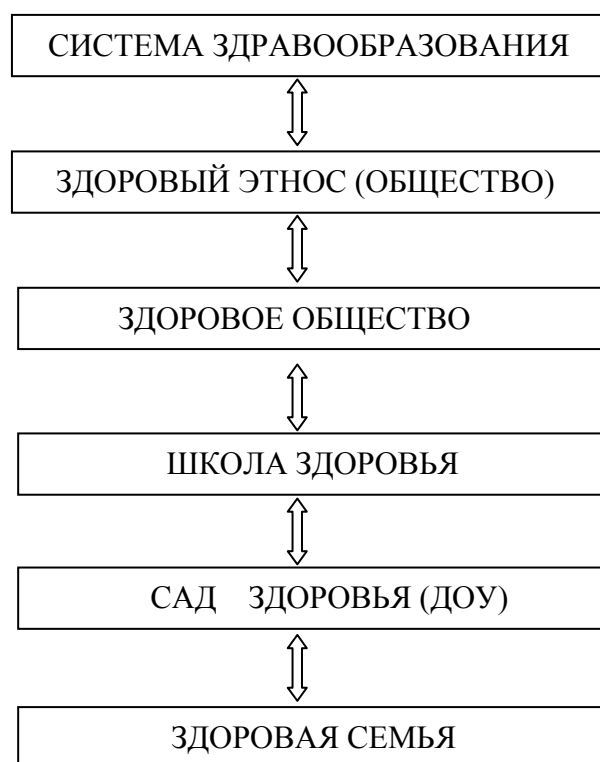 СИСТЕМА ЗДРАВООБРАЗОВАНИЯ
ЗДОРОВЫЙ ЭТНОС (ОБЩЕСТВО)
ЗДОРОВОЕ ОБЩЕСТВО
ШКОЛА ЗДОРОВЬЯ
САД ЗДОРОВЬЯ (ДОУ)
ЗДОРОВАЯ СЕМЬЯ